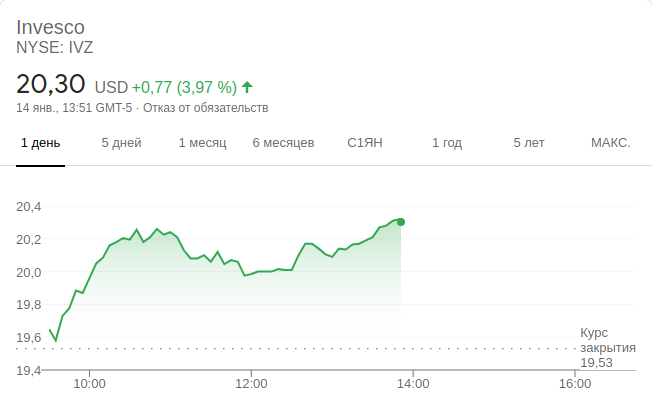 Invesco
NYSE: IVZ
20,30 USD +0,77 (3,97 %)
14 янв., 13:51 GMT-5 · Отказ от обязательств
1 день 5 дней 1 месяц 6 месяцев С1ЯН 1 год 5 лет МАКС.
20,4
20,2
20,0
19,8
19,6
19,4
Курс
закрытия
19,53
10:00 12:00 14:00 16:00